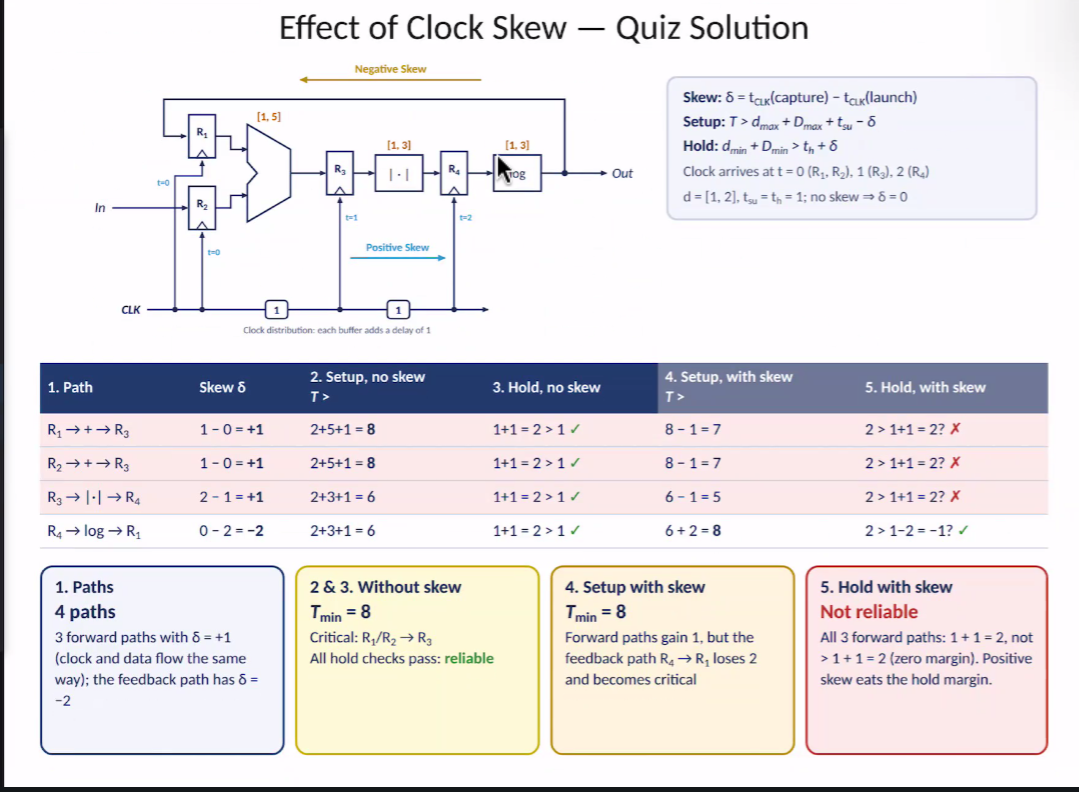 Effect of Clock Skew — Quiz Solution
Negative Skew
[1, 5]
R₁
[1, 3]
[1, 3]
R₃
| · |
R₄
Out
t=0
In
R₂
t=1
t=2
t=0
Positive Skew
CLK
1
1
Clock distribution: each buffer adds a delay of 1
Skew: δ = t_CLK(capture) − t_CLK(launch)
Setup: T > d_max + D_max + t_su − δ
Hold: d_min + D_min > t_h + δ
Clock arrives at t = 0 (R₁, R₂), 1 (R₃), 2 (R₄)
d = [1, 2], t_su = t_h = 1; no skew ⇒ δ = 0
1. Path Skew δ 2. Setup, no skew T > 3. Hold, no skew 4. Setup, with skew T > 5. Hold, with skew
R₁ → + → R₃ 1 − 0 = +1 2+5+1 = 8 1+1 = 2 > 1 ✓ 8 − 1 = 7 2 > 1+1 = 2? ✗
R₂ → + → R₃ 1 − 0 = +1 2+5+1 = 8 1+1 = 2 > 1 ✓ 8 − 1 = 7 2 > 1+1 = 2? ✗
R₃ → |·| → R₄ 2 − 1 = +1 2+3+1 = 6 1+1 = 2 > 1 ✓ 6 − 1 = 5 2 > 1+1 = 2? ✗
R₄ → log → R₁ 0 − 2 = −2 2+3+1 = 6 1+1 = 2 > 1 ✓ 6 + 2 = 8 2 > 1−2 = −1? ✓
1. Paths
4 paths
3 forward paths with δ = +1
(clock and data flow the same
way); the feedback path has δ =
−2
2 & 3. Without skew
T_min = 8
Critical: R₁/R₂ → R₃
All hold checks pass: reliable
4. Setup with skew
T_min = 8
Forward paths gain 1, but the
feedback path R₄ → R₁ loses 2
and becomes critical
5. Hold with skew
Not reliable
All 3 forward paths: 1 + 1 = 2, not
> 1 + 1 = 2 (zero margin). Positive
skew eats the hold margin.